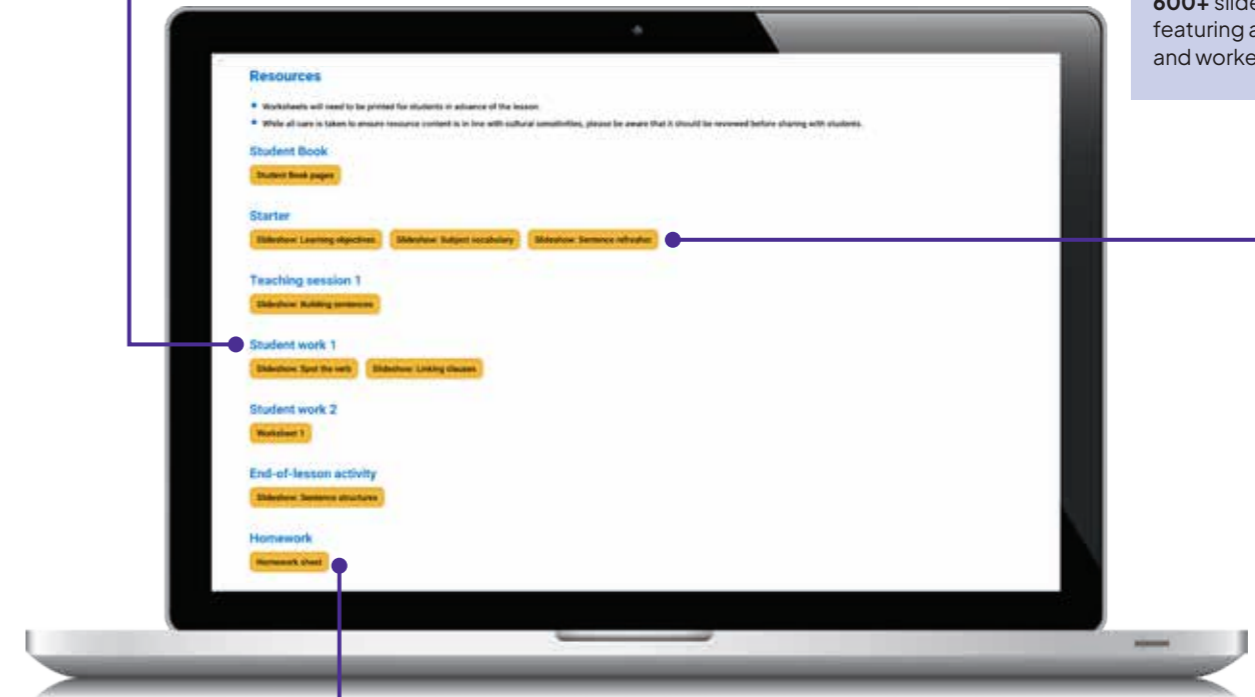 600+ slide
featuring a
and worke
Resources
Worksheets will need to be printed for students in advance of the lesson
While all care is taken to ensure resource content is in line with cultural sensitivities, please be aware that it should be reviewed before sharing with students.
Student Book
Student Book pages
Starter
Slideshow: Learning objectives Slideshow: Subject vocabulary Slideshow: Sentence refresher
Teaching session 1
Slideshow: Building sentences
Student work 1
Slideshow: Spot the verb Slideshow: Linking clauses
Student work 2
Worksheet 1
End-of-lesson activity
Slideshow: Sentence structures
Homework
Homework sheet